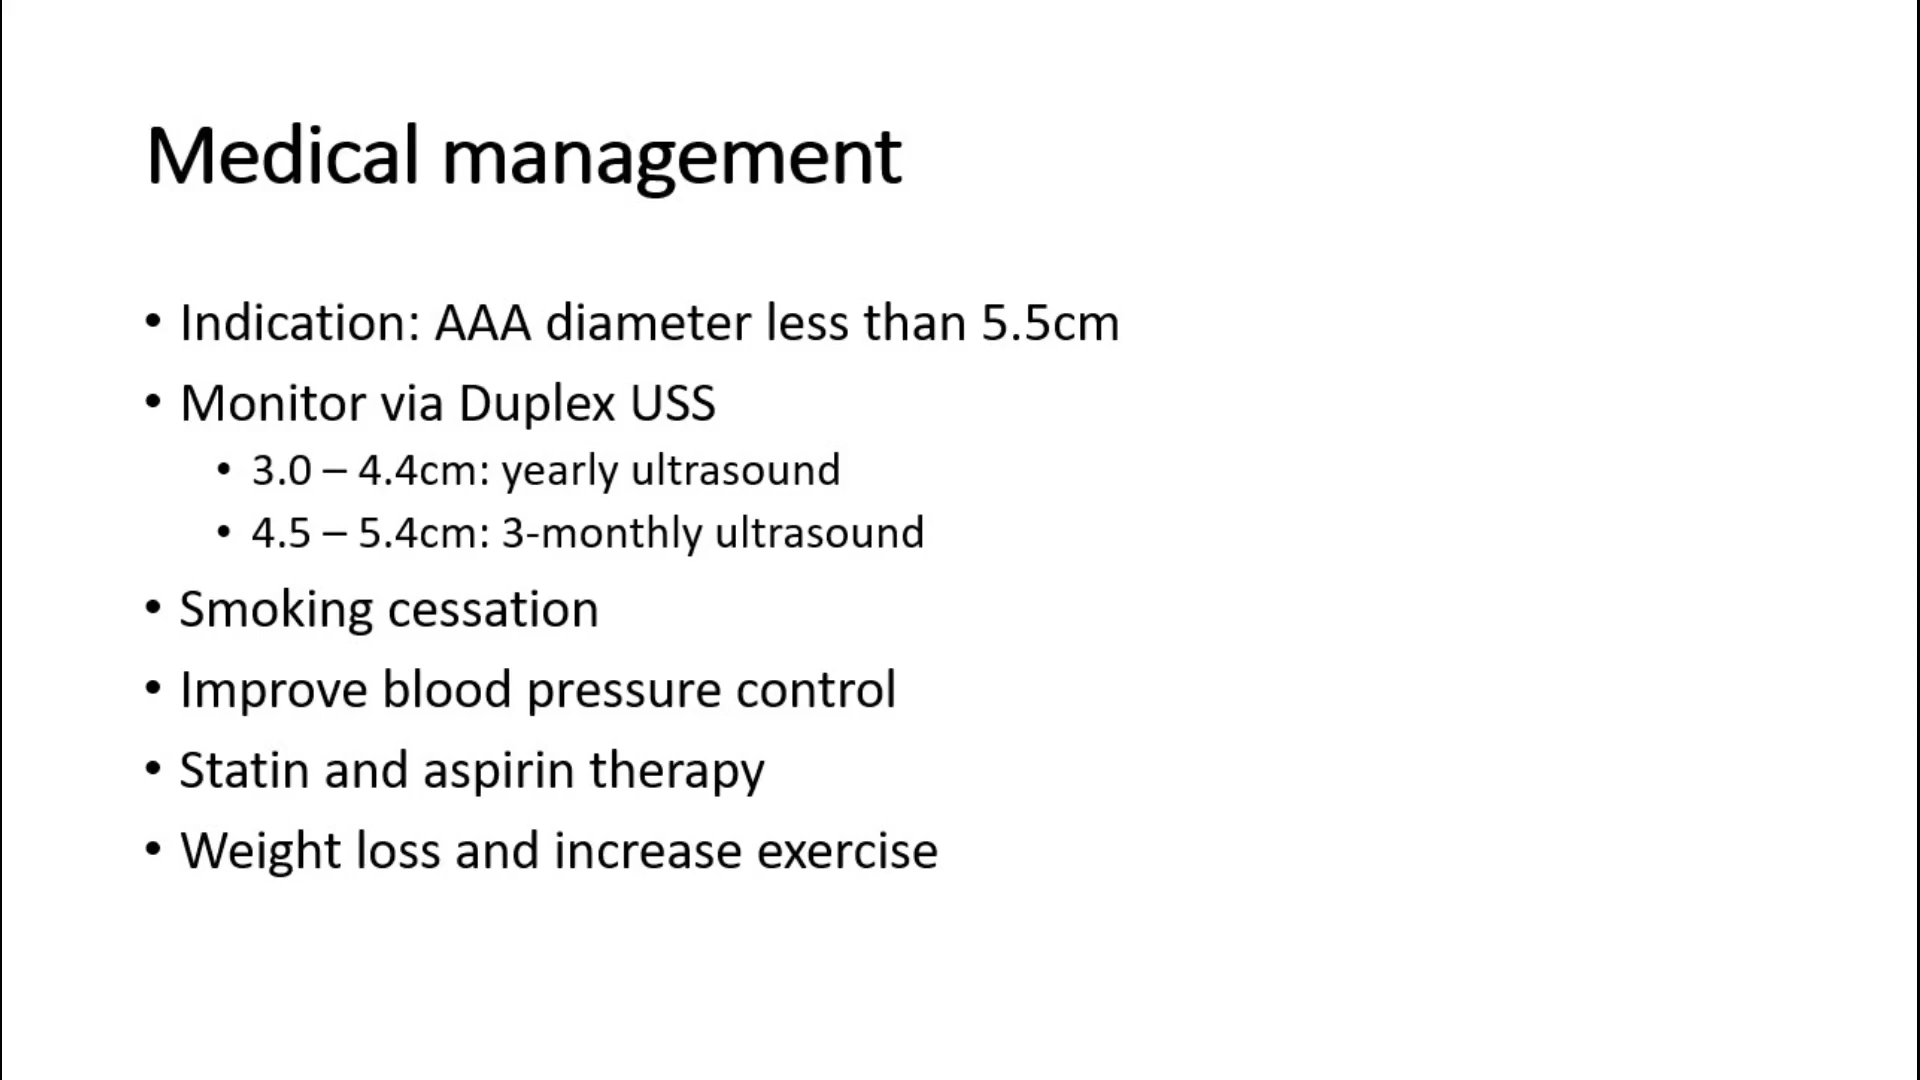 Medical management
• Indication: AAA diameter less than 5.5cm
• Monitor via Duplex USS
• 3.0 – 4.4cm: yearly ultrasound
• 4.5 – 5.4cm: 3-monthly ultrasound
• Smoking cessation
• Improve blood pressure control
• Statin and aspirin therapy
• Weight loss and increase exercise